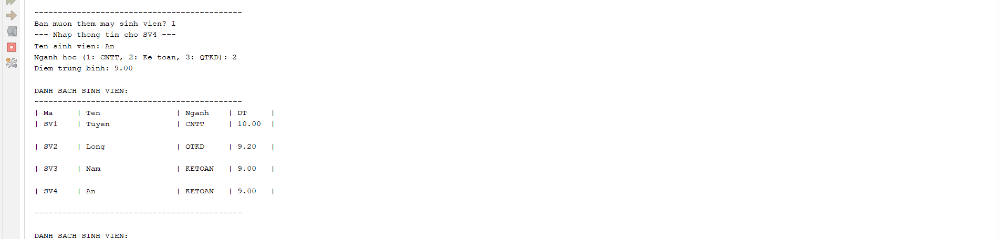 --------------------------------------------
Ban muon them may sinh vien? 1
--- Nhap thong tin cho SV4 ---
Ten sinh vien: An
Nganh hoc (1: CNTT, 2: Ke toan, 3: QTKD): 2
Diem trung binh: 9.00
DANH SACH SINH VIEN:
--------------------------------------------
| Ma     | Ten                | Nganh    | DT     |
| SV1    | Tuyen              | CNTT     | 10.00  |
| SV2    | Long               | QTKD     | 9.20   |
| SV3    | Nam                | KETOAN   | 9.00   |
| SV4    | An                 | KETOAN   | 9.00   |
--------------------------------------------
DANH SACH SINH VIEN: